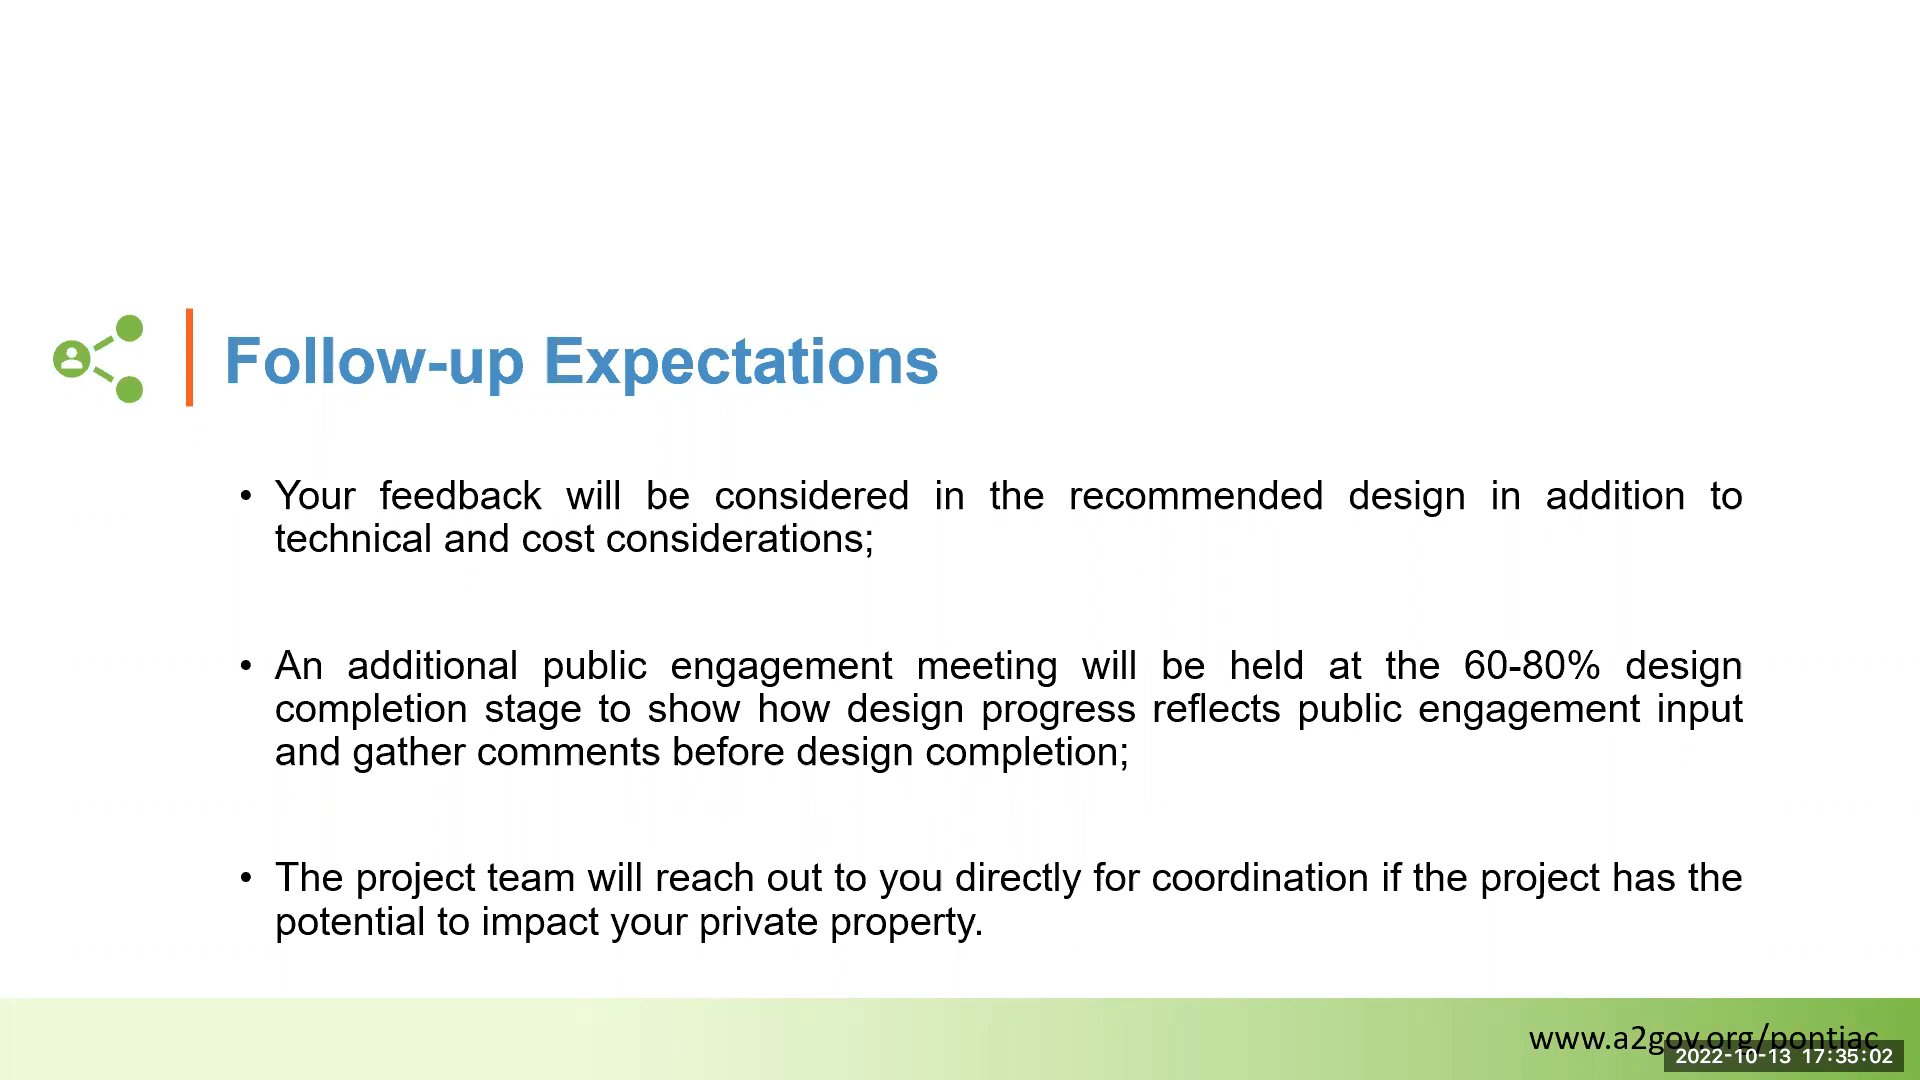 Follow-up Expectations
• Your feedback will be considered in the recommended design in addition to
technical and cost considerations;
• An additional public engagement meeting will be held at the 60-80% design
completion stage to show how design progress reflects public engagement input
and gather comments before design completion;
• The project team will reach out to you directly for coordination if the project has the
potential to impact your private property.
www.a2gov.org/pontiac
2022-10-13 17:35:02